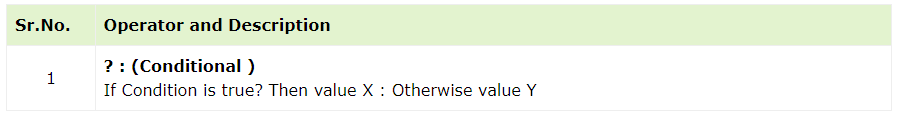 Sr.No. Operator and Description
1 ? : (Conditional )
If Condition is true? Then value X : Otherwise value Y